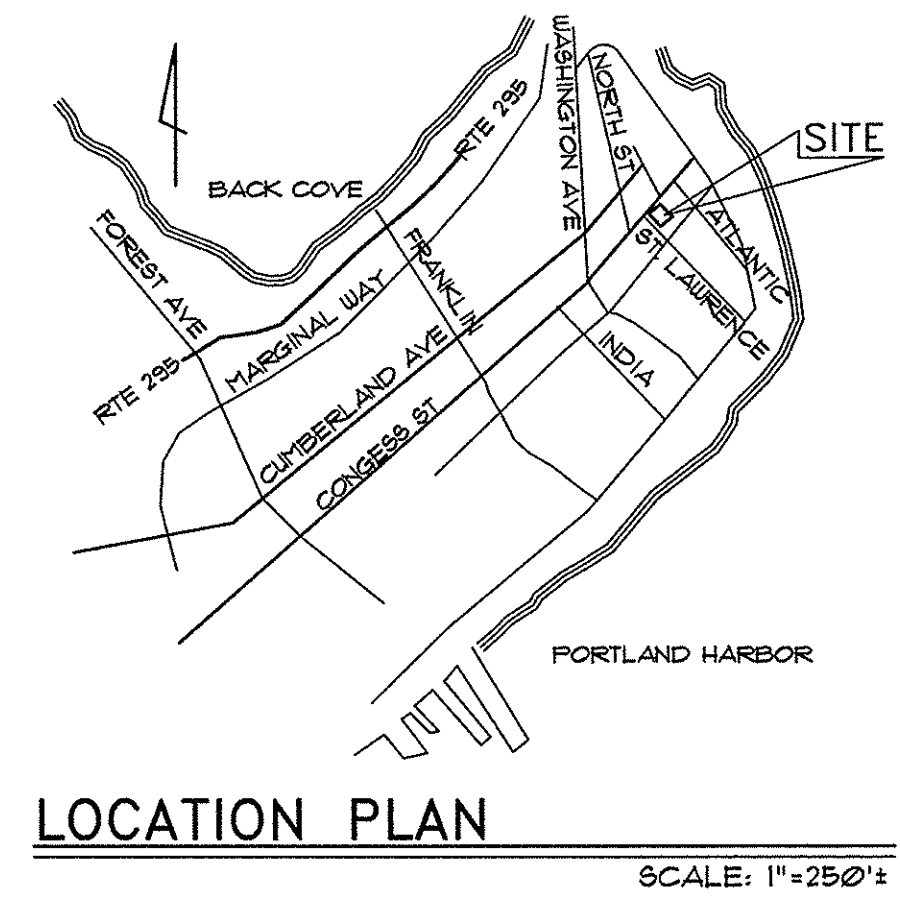 WASHINGTON AVE
NORTH ST
RTE 295
SITE
BACK COVE
FOREST AVE
FRANKLIN
ATLANTIC
ST. LAWRENCE
MARGINAL WAY
RTE 295
INDIA
CUMBERLAND AVE
CONGESS ST
PORTLAND HARBOR
LOCATION PLAN
SCALE: 1"=250'±